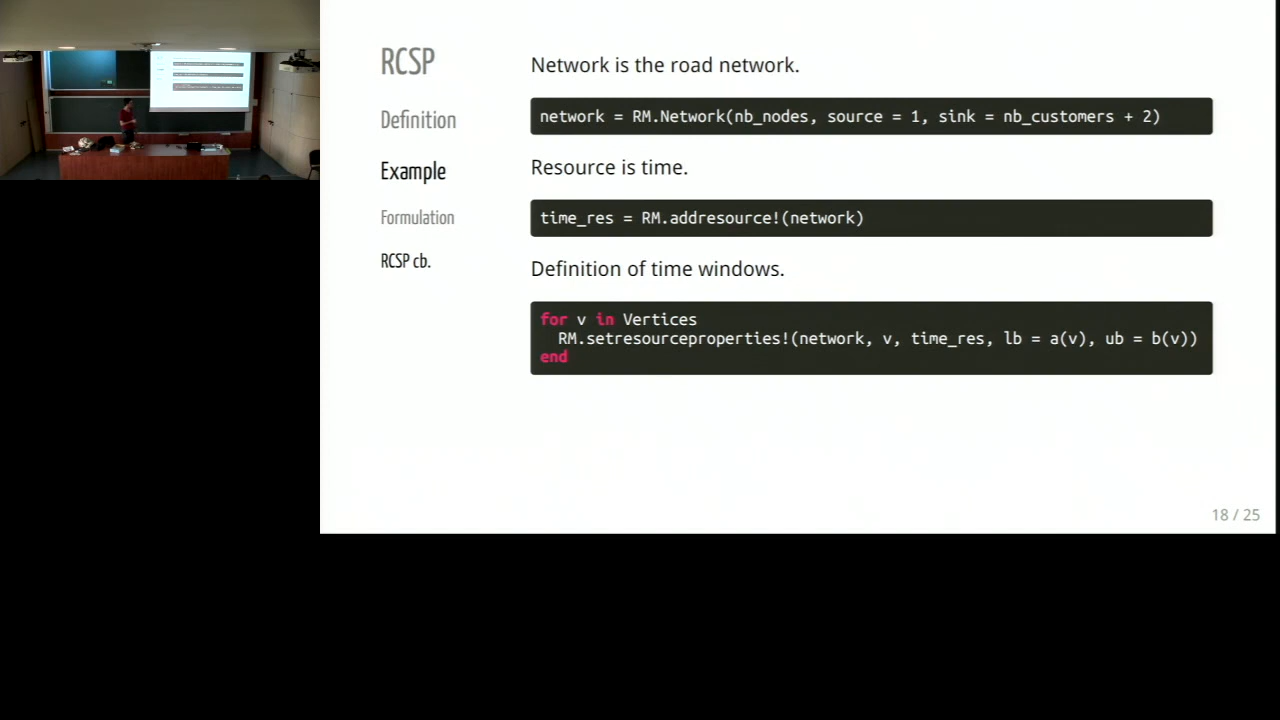 RCSP
Definition
Example
Formulation
RCSP cb.
Network is the road network.
network = RM.Network(nb_nodes, source = 1, sink = nb_customers + 2)
Resource is time.
time_res = RM.addresource!(network)
Definition of time windows.
for v in Vertices
  RM.setresourceproperties!(network, v, time_res, lb = a(v), ub = b(v))
end
18 / 25